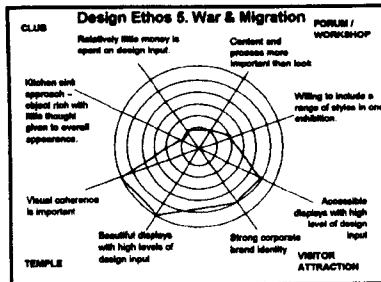 Design Ethos 5. War & Migration
CLUB
FORUM /
WORKSHOP
Relatively little money is
spent on design input.
Content and
process more
important than look
Kitchen sink
approach –
object rich with
little thought
given to overall
appearance.
Willing to include a
range of styles in one
exhibition.
Visual coherence
is important
Accessible
displays with high
level of design
input
Beautiful displays
with high levels of
design input
Strong corporate
brand identity
TEMPLE
VISITOR
ATTRACTION